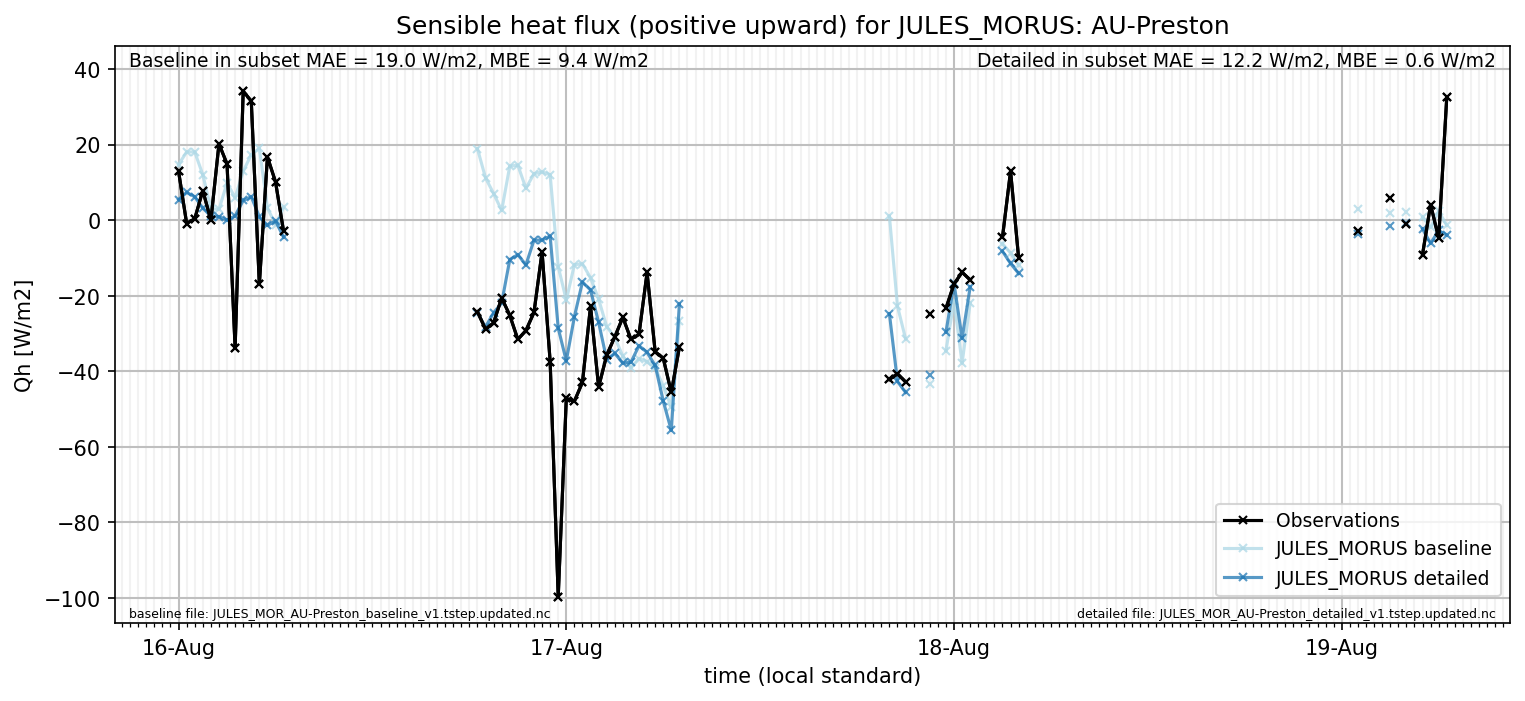 Sensible heat flux (positive upward) for JULES_MORUS: AU-Preston
Baseline in subset MAE = 19.0 W/m2, MBE = 9.4 W/m2
Detailed in subset MAE = 12.2 W/m2, MBE = 0.6 W/m2
Qh [W/m2]
40
20
0
−20
−40
−60
−80
−100
Observations
JULES_MORUS baseline
JULES_MORUS detailed
baseline file: JULES_MOR_AU-Preston_baseline_v1.tstep.updated.nc
detailed file: JULES_MOR_AU-Preston_detailed_v1.tstep.updated.nc
16-Aug
17-Aug
18-Aug
19-Aug
time (local standard)